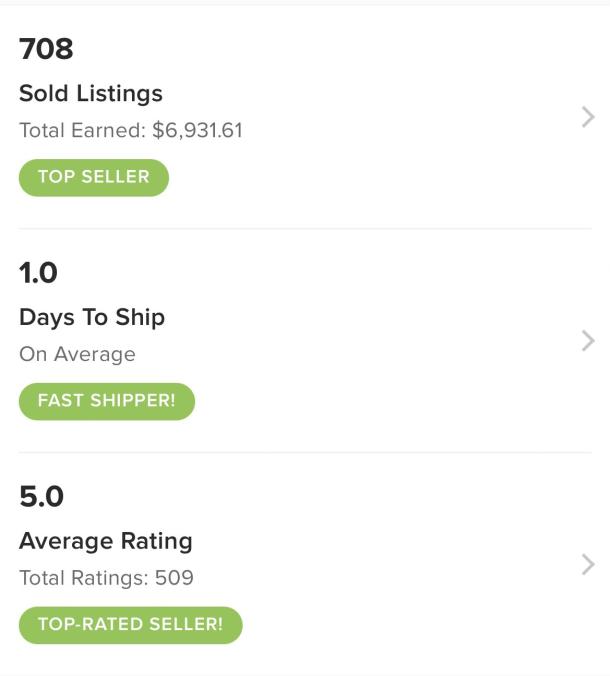 708
Sold Listings
Total Earned: $6,931.61
TOP SELLER
1.0
Days To Ship
On Average
FAST SHIPPER!
5.0
Average Rating
Total Ratings: 509
TOP-RATED SELLER!